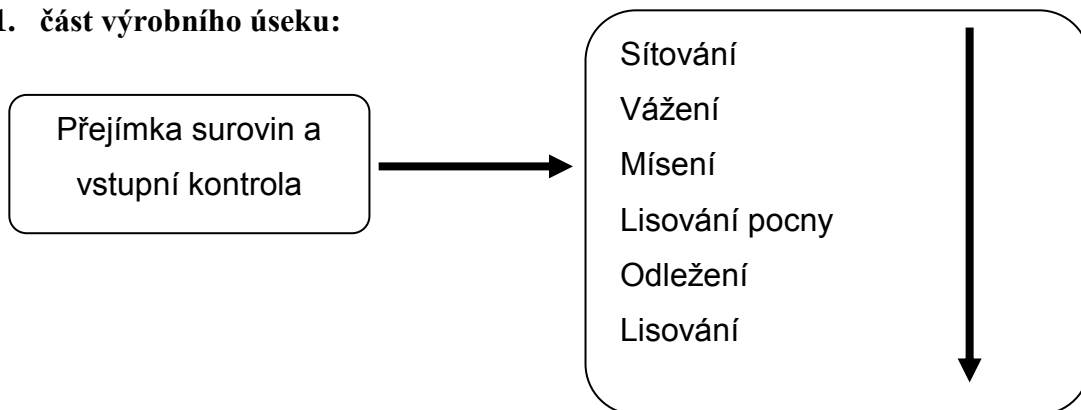 1. část výrobního úseku:
Přejímka surovin a
vstupní kontrola
Sítování
Vážení
Mísení
Lisování pocny
Odležení
Lisování